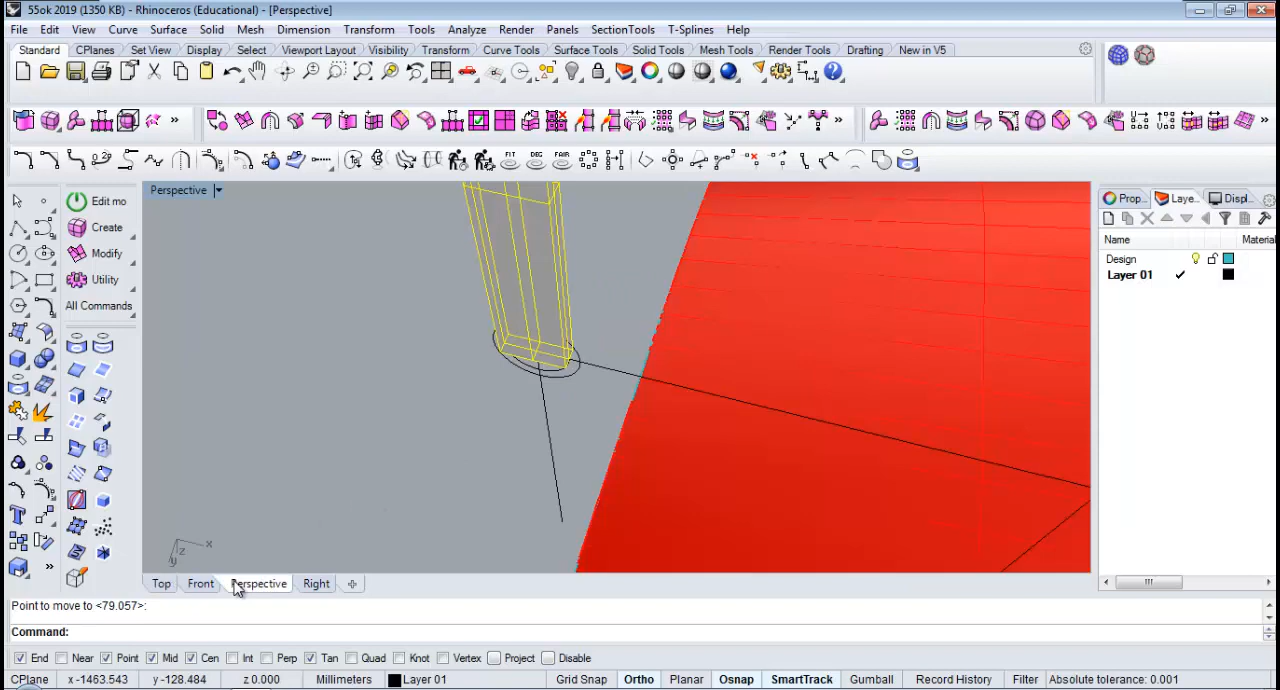 55ok 2019 (1350 KB) - Rhinoceros (Educational) - [Perspective]
File Edit View Curve Surface Solid Mesh Dimension Transform Tools Analyze Render Panels SectionTools T-Splines Help
Standard CPlanes Set View Display Select Viewport Layout Visibility Transform Curve Tools Surface Tools Solid Tools Mesh Tools Render Tools Drafting New in V5
FIT DEG FAIR
Perspective
Edit mo
Create
Modify
Utility
All Commands
Prop... Laye... Displ...
Name Material
Design
Layer 01
x
z
y
Top Front Perspective Right
Point to move to <79.057>:
Command:
End Near Point Mid Cen Int Perp Tan Quad Knot Vertex Project Disable
CPlane x -1463.543 y -128.484 z 0.000 Millimeters Layer 01 Grid Snap Ortho Planar Osnap SmartTrack Gumball Record History Filter Absolute tolerance: 0.001